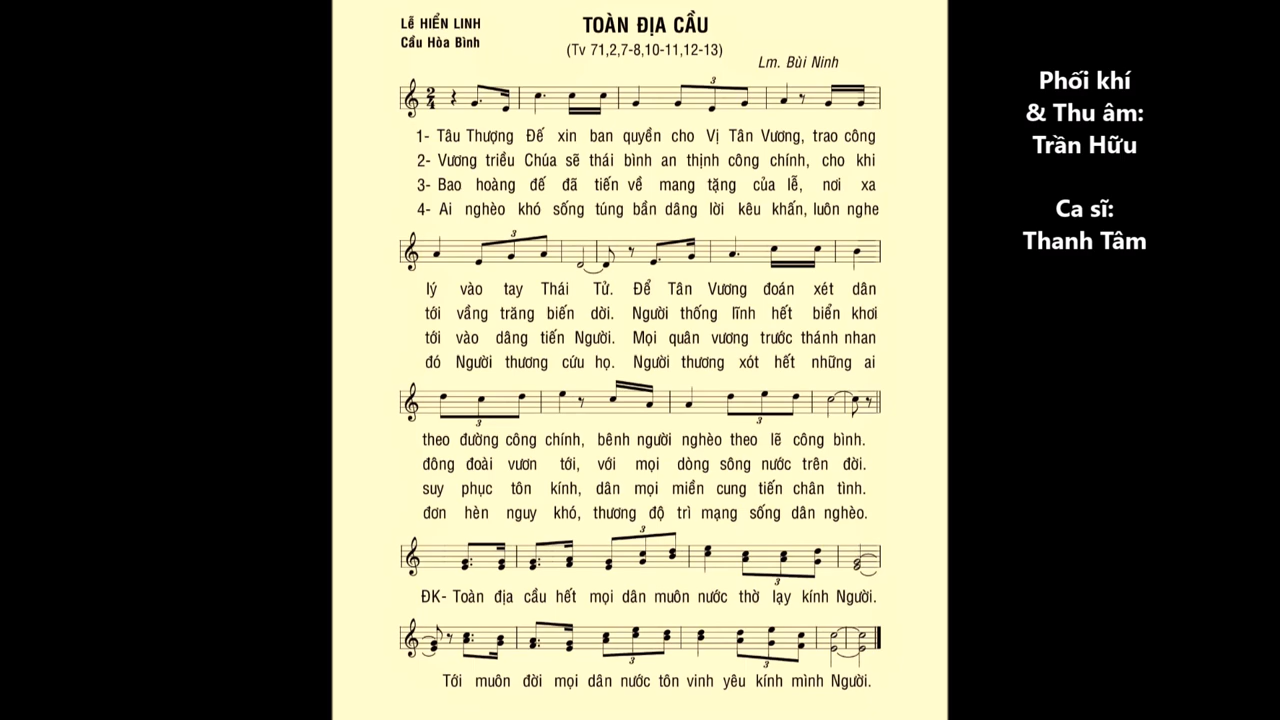 LỄ HIỂN LINH
Cầu Hòa Bình
TOÀN ĐỊA CẦU
(Tv 71,2,7-8,10-11,12-13)
Lm. Bùi Ninh
1- Tâu Thượng Đế xin ban quyền cho Vị Tân Vương, trao công
2- Vương triều Chúa sẽ thái bình an thịnh công chính, cho khi
3- Bao hoàng đế đã tiến về mang tặng của lễ, nơi xa
4- Ai nghèo khó sống túng bần dâng lời kêu khấn, luôn nghe
lý vào tay Thái Tử. Để Tân Vương đoán xét dân
tới vầng trăng biến dời. Người thống lĩnh hết biển khơi
tới vào dâng tiến Người. Mọi quân vương trước thánh nhan
đó Người thương cứu họ. Người thương xót hết những ai
theo đường công chính, bênh người nghèo theo lẽ công bình.
đông đoài vươn tới, với mọi dòng sông nước trên đời.
suy phục tôn kính, dân mọi miền cung tiến chân tình.
đơn hèn nguy khó, thương độ trì mạng sống dân nghèo.
ĐK- Toàn địa cầu hết mọi dân muôn nước thờ lạy kính Người.
Tới muôn đời mọi dân nước tôn vinh yêu kính mình Người.
Phối khí
& Thu âm:
Trần Hữu
Ca sĩ:
Thanh Tâm